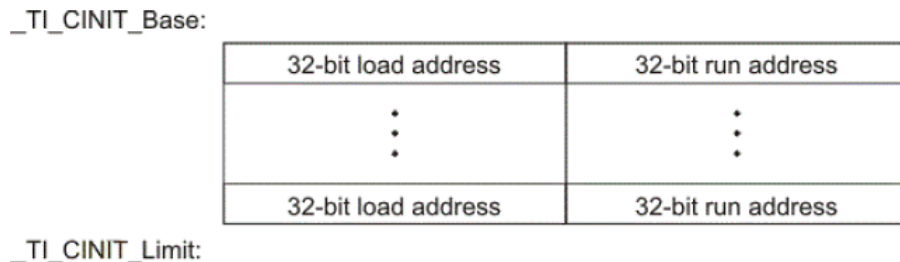 _TI_CINIT_Base:
32-bit load address 32-bit run address
32-bit load address 32-bit run address
_TI_CINIT_Limit: